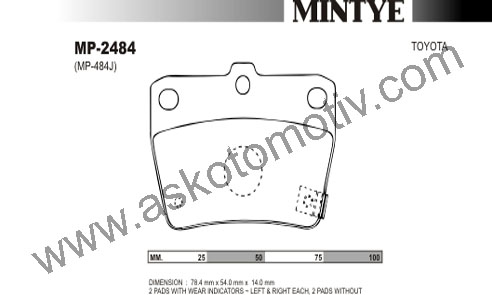 MINTYE
MP-2484
(MP-484J)
TOYOTA
www.askotomotiv.com
MM. 25 50 75 100
DIMENSION : 78.4 mm x 54.0 mm x 14.0 mm
2 PADS WITH WEAR INDICATORS - LEFT & RIGHT EACH, 2 PADS WITHOUT